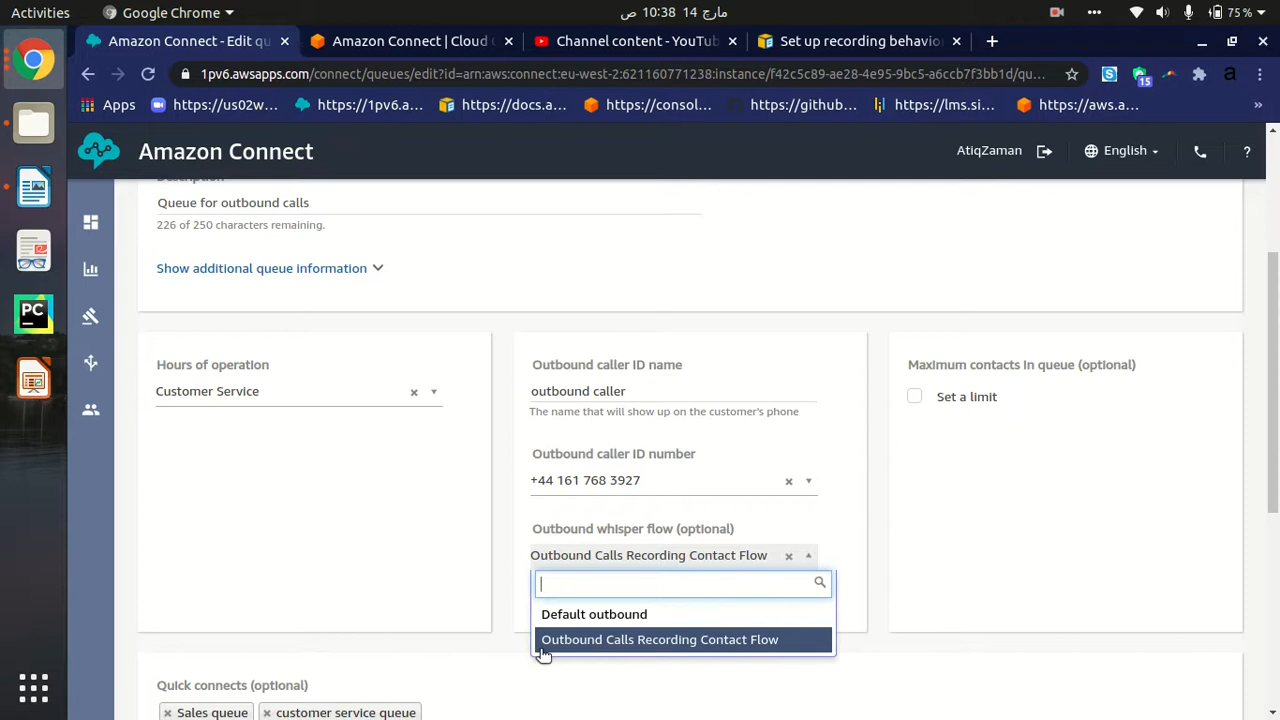 Activities
Google Chrome
مارچ 14 10:38 ص
75 %
Amazon Connect - Edit qu
Amazon Connect | Cloud C
Channel content - YouTub
Set up recording behavio
1pv6.awsapps.com/connect/queues/edit?id=arn:aws:connect:eu-west-2:621160771238:instance/f42c5c89-ae28-4e95-9bc5-a6ccb7f3bb1d/qu...
15
a
Apps
https://us02w...
https://1pv6.a...
https://docs.a...
https://consol...
https://github...
https://lms.si...
https://aws.a...
»
Amazon Connect
AtiqZaman
English
?
Description
Queue for outbound calls
226 of 250 characters remaining.
Show additional queue information
Hours of operation
Customer Service
Outbound caller ID name
outbound caller
The name that will show up on the customer's phone
Outbound caller ID number
+44 161 768 3927
Outbound whisper flow (optional)
Outbound Calls Recording Contact Flow
Default outbound
Outbound Calls Recording Contact Flow
Maximum contacts in queue (optional)
Set a limit
Quick connects (optional)
Sales queue
customer service queue
PC